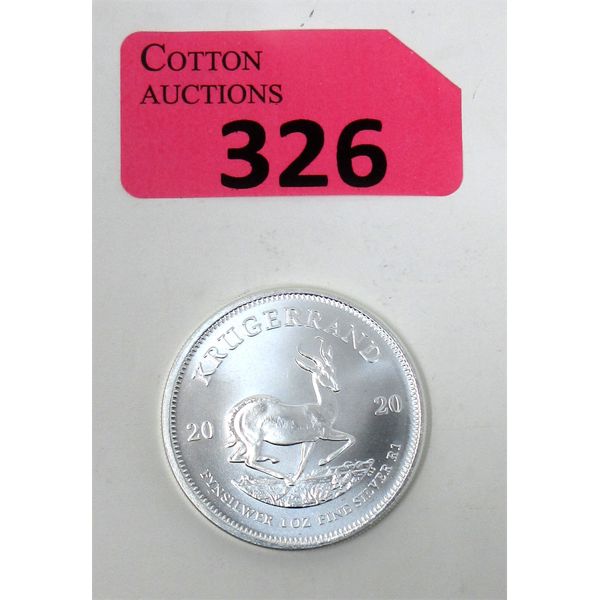 COTTON
AUCTIONS
326
KRUGERRAND
20 20
FYNSILWER 1 OZ FINE SILVER R1